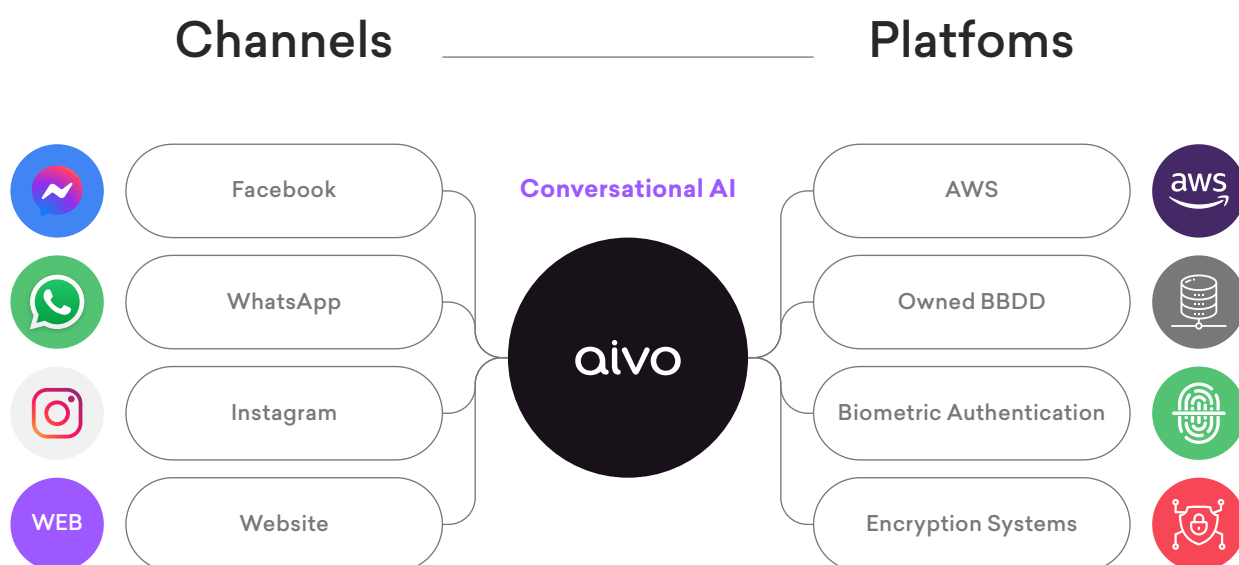 Channels
Platfoms
Facebook
WhatsApp
Instagram
WEB
Website
Conversational AI
aivo
AWS
aws
Owned BBDD
Biometric Authentication
Encryption Systems